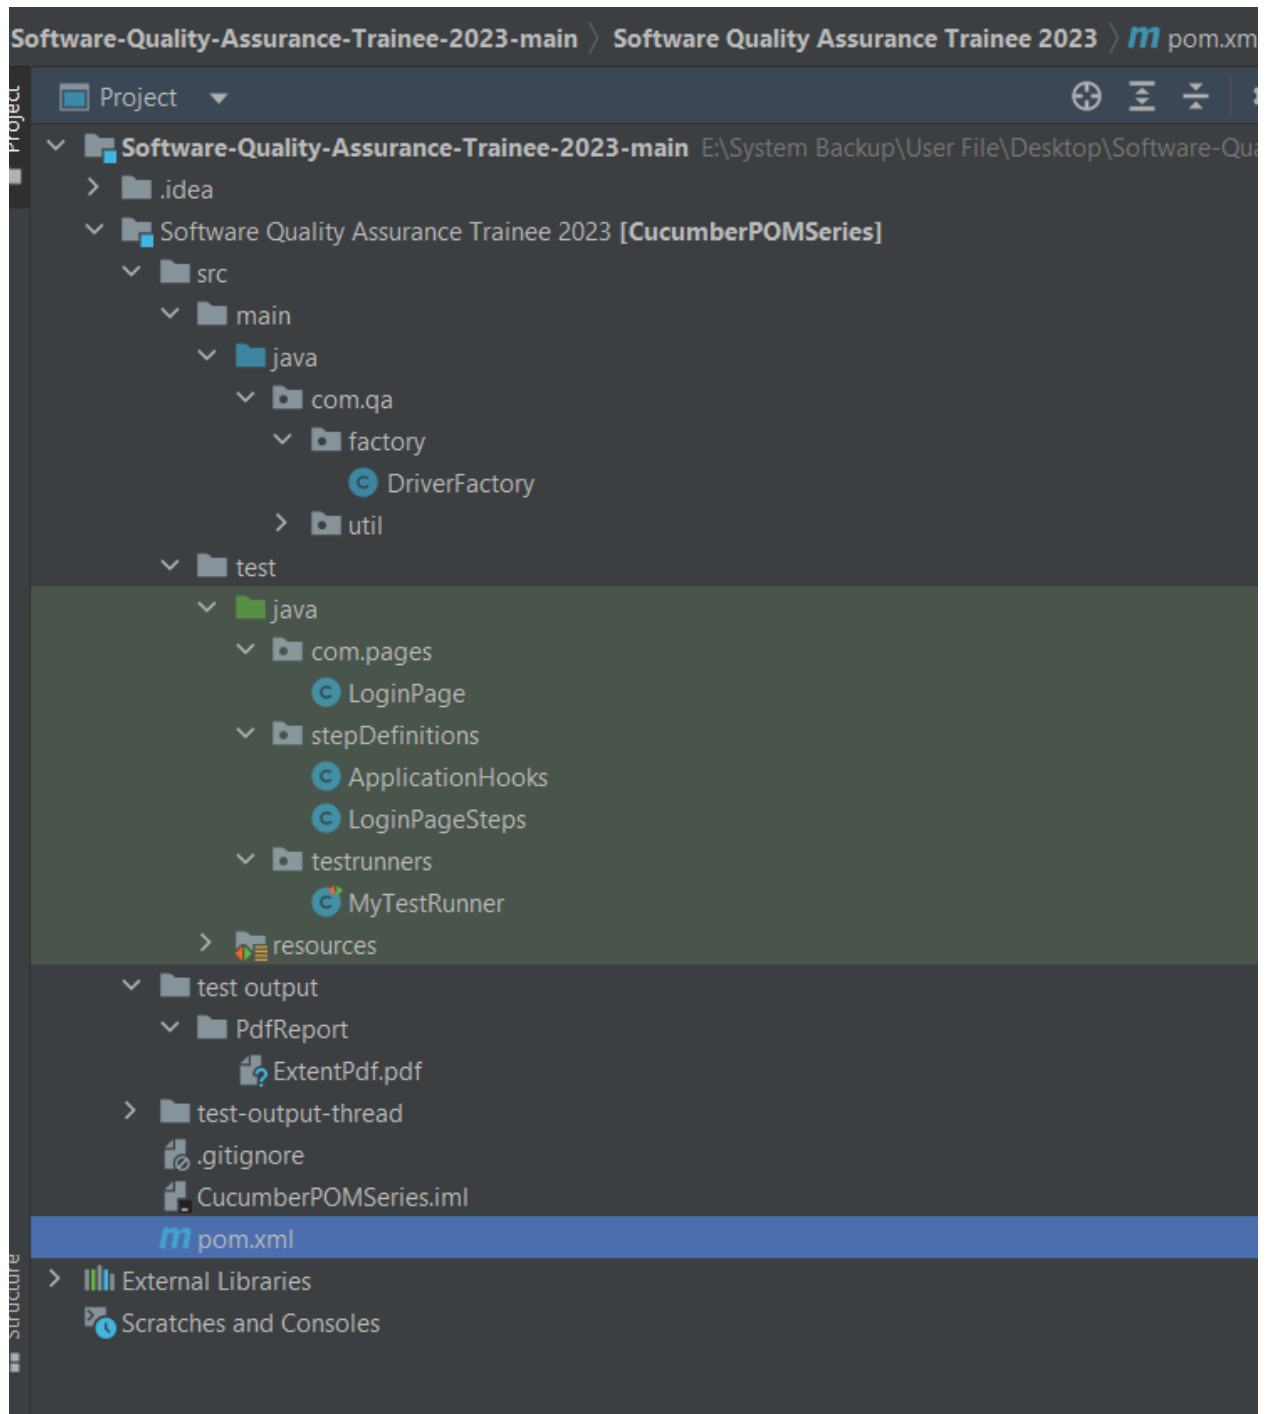 Software-Quality-Assurance-Trainee-2023-main 〉 Software Quality Assurance Trainee 2023 〉 m pom.xm
Project
Project
Software-Quality-Assurance-Trainee-2023-main E:\System Backup\User File\Desktop\Software-Qua
.idea
Software Quality Assurance Trainee 2023 [CucumberPOMSeries]
src
main
java
com.qa
factory
DriverFactory
util
test
java
com.pages
LoginPage
stepDefinitions
ApplicationHooks
LoginPageSteps
testrunners
MyTestRunner
resources
test output
PdfReport
ExtentPdf.pdf
test-output-thread
.gitignore
CucumberPOMSeries.iml
m pom.xml
Structure
External Libraries
Scratches and Consoles